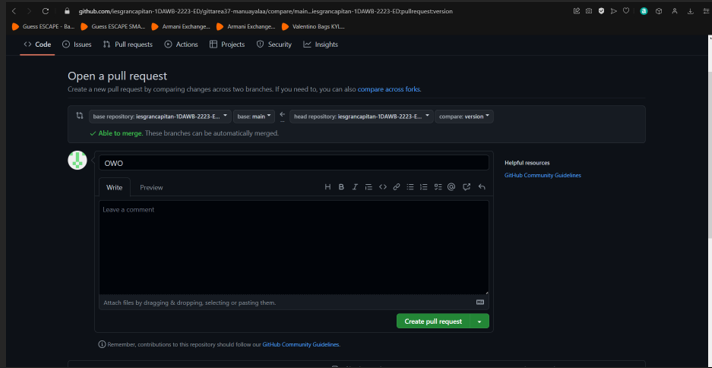 github.com/iesgrancapitan-1DAWB-2223-ED/gittarea37-manuayalaa/compare/main...iesgrancapitan-1DAWB-2223-ED:pullrequest:version
Guess ESCAPE - Ba... Guess ESCAPE SMA... Armani Exchange... Armani Exchange... Valentino Bags KYL...
Code Issues Pull requests Actions Projects Security Insights
Open a pull request
Create a new pull request by comparing changes across two branches. If you need to, you can also compare across forks.
base repository: iesgrancapitan-1DAWB-2223-E... base: main head repository: iesgrancapitan-1DAWB-2223-E... compare: version
Able to merge. These branches can be automatically merged.
OWO
Write Preview
Leave a comment
Attach files by dragging & dropping, selecting or pasting them.
Create pull request
Remember, contributions to this repository should follow our GitHub Community Guidelines.
Helpful resources
GitHub Community Guidelines